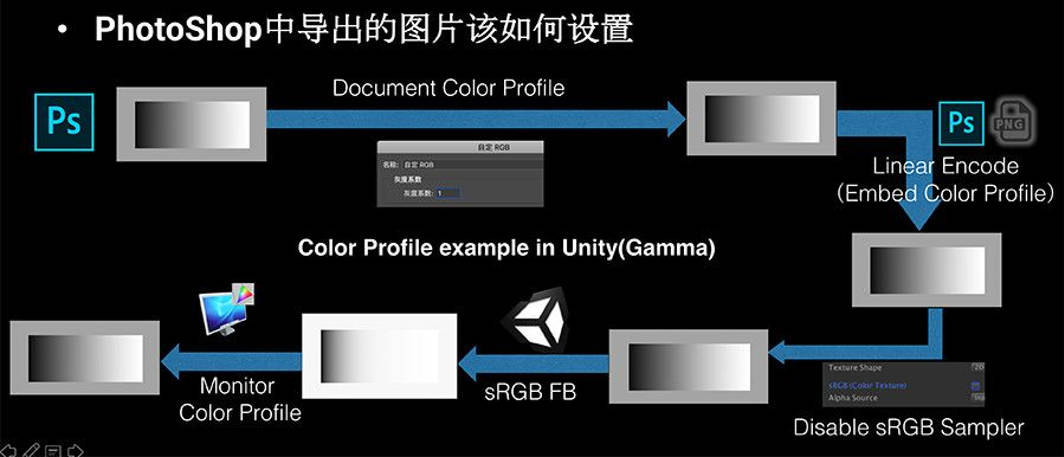 • PhotoShop中导出的图片该如何设置
Ps
Document Color Profile
Ps
PNG
自定 RGB
名称: 自定 RGB
灰度系数
灰度系数: 1
Linear Encode
(Embed Color Profile)
Color Profile example in Unity(Gamma)
Monitor
Color Profile
sRGB FB
Texture Shape
2D
sRGB (Color Texture)
Alpha Source
Disable sRGB Sampler